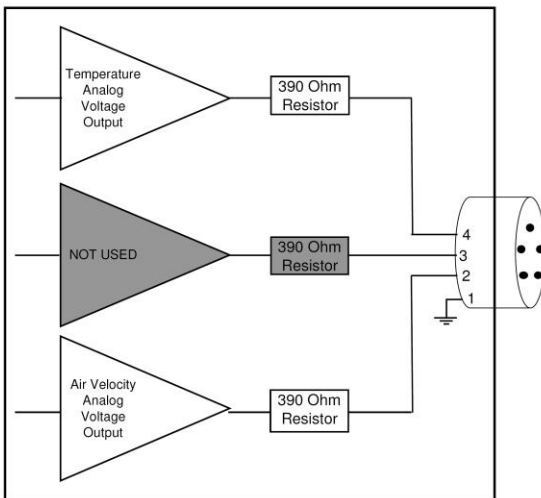 Temperature
Analog
Voltage
Output
390 Ohm
Resistor
NOT USED
390 Ohm
Resistor
4
3
2
1
Air Velocity
Analog
Voltage
Output
390 Ohm
Resistor